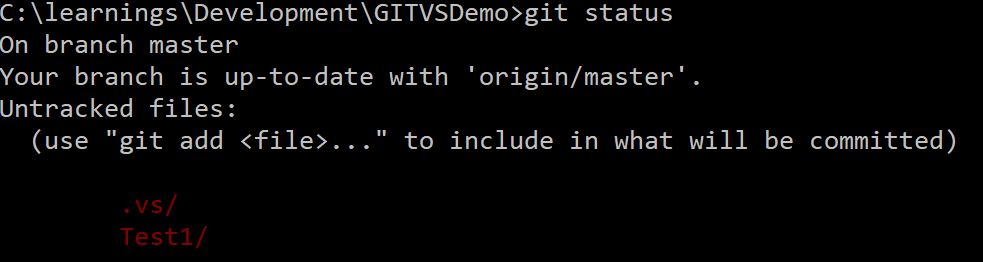 C:\learnings\Development\GITVSDemo>git status
On branch master
Your branch is up-to-date with 'origin/master'.
Untracked files:
  (use "git add <file>..." to include in what will be committed)

        .vs/
        Test1/